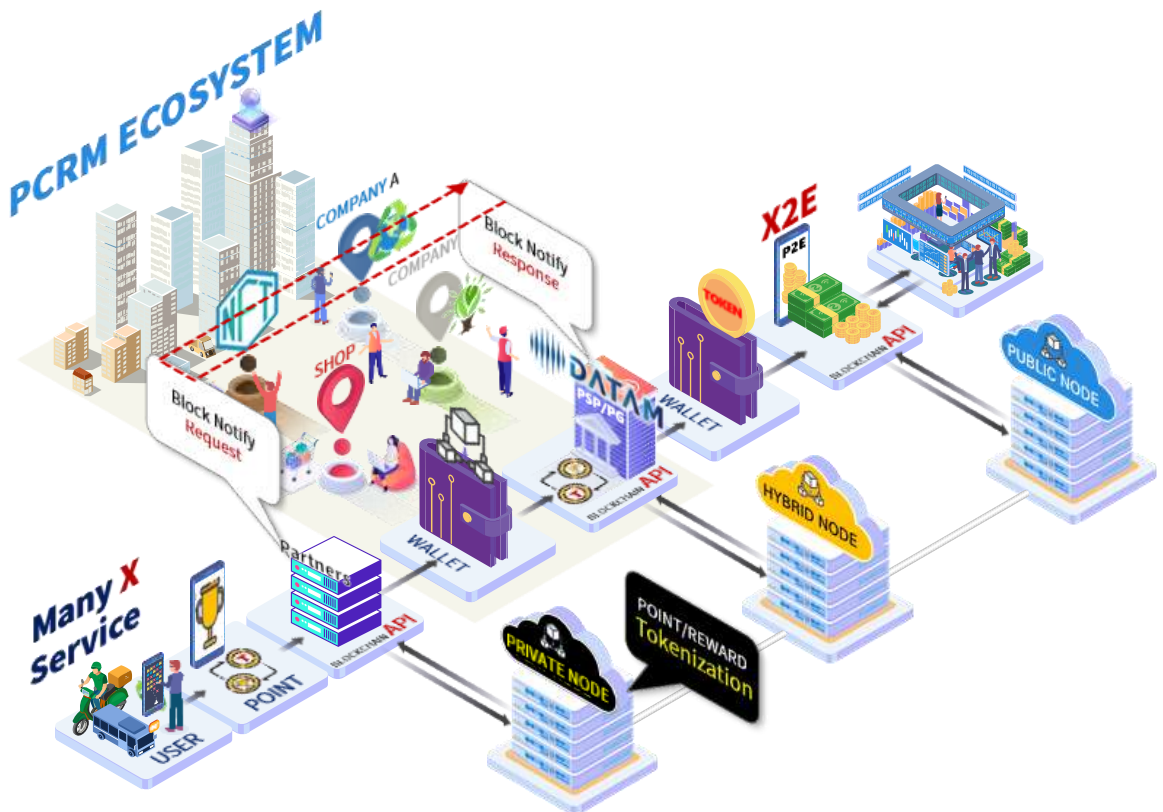 PCRM ECOSYSTEM
COMPANY A
COMPANY
NFT
SHOP
Block Notify
Response
Block Notify
Request
X2E
P2E
TOKEN
BLOCKCHAIN API
WALLET
DATAM
PSP/PG
BLOCKCHAIN API
WALLET
PUBLIC NODE
HYBRID NODE
Partners
BLOCKCHAIN API
Many X
Service
POINT
USER
PRIVATE NODE
POINT/REWARD
Tokenization